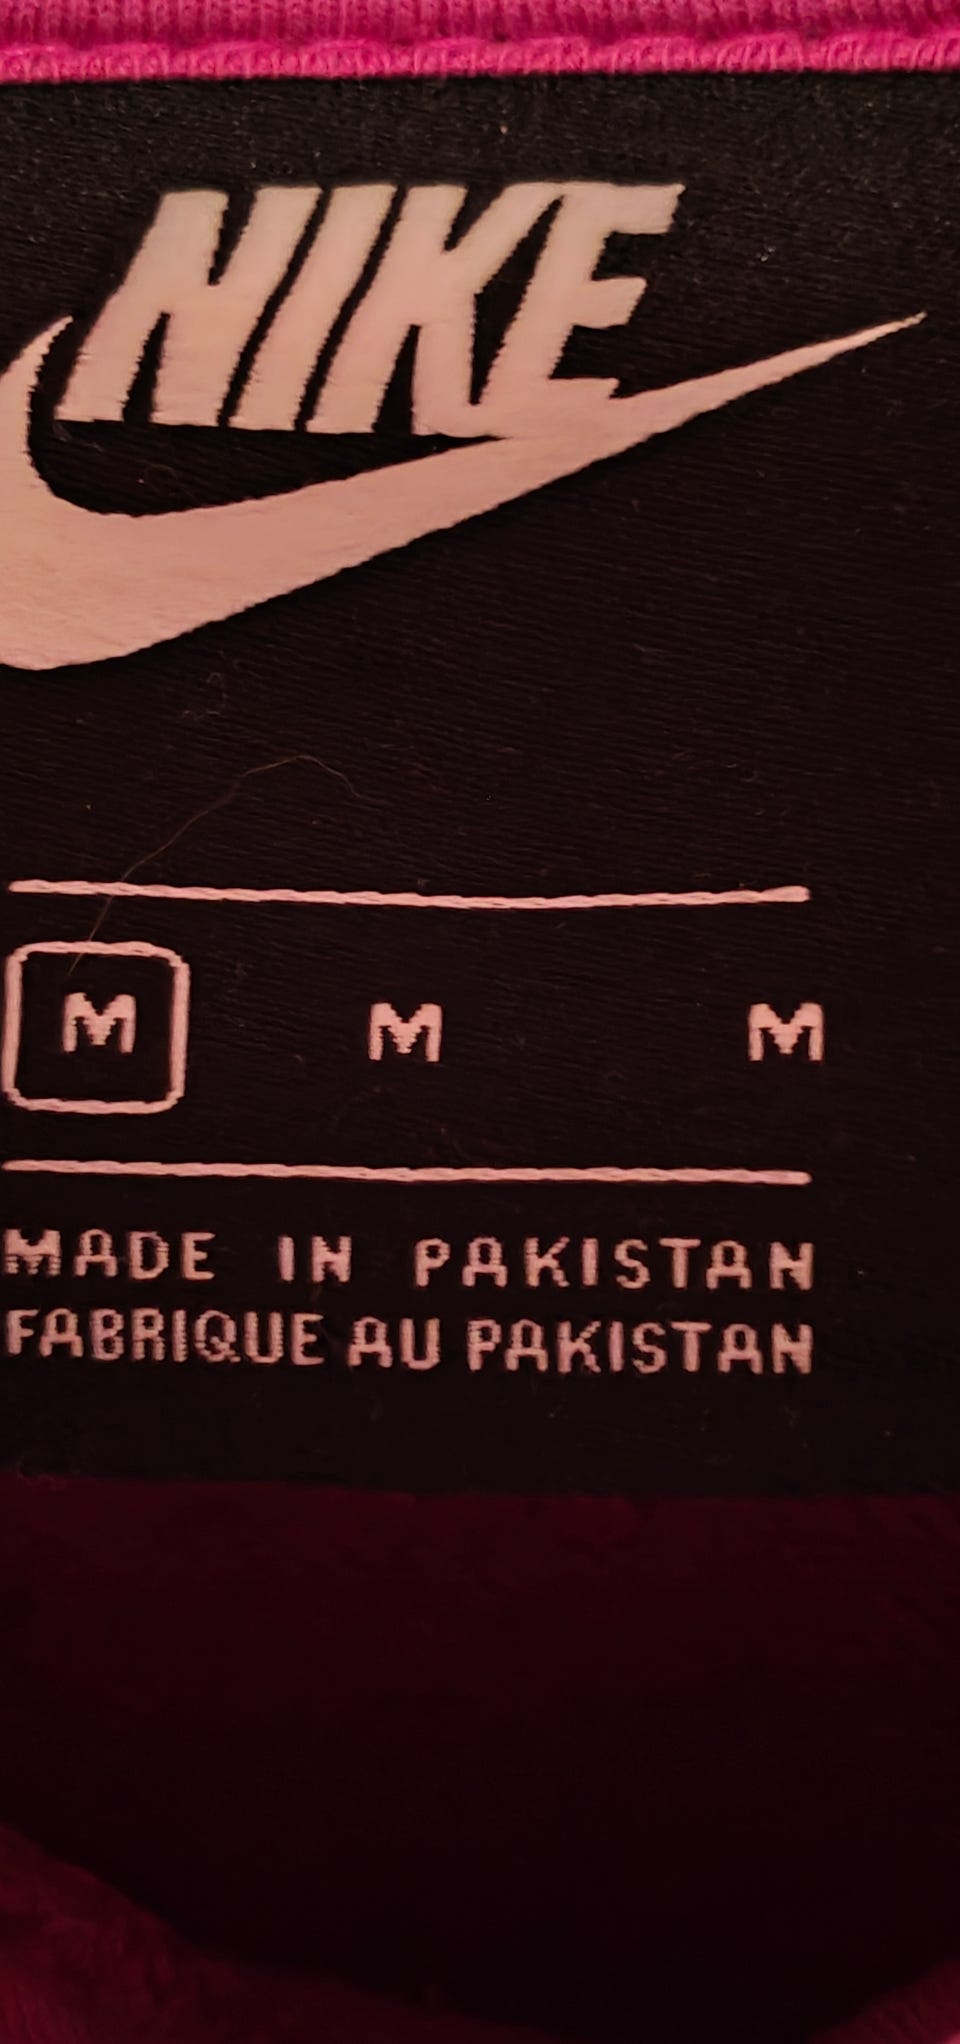 NIKE
M M M
MADE IN PAKISTAN
FABRIQUE AU PAKISTAN